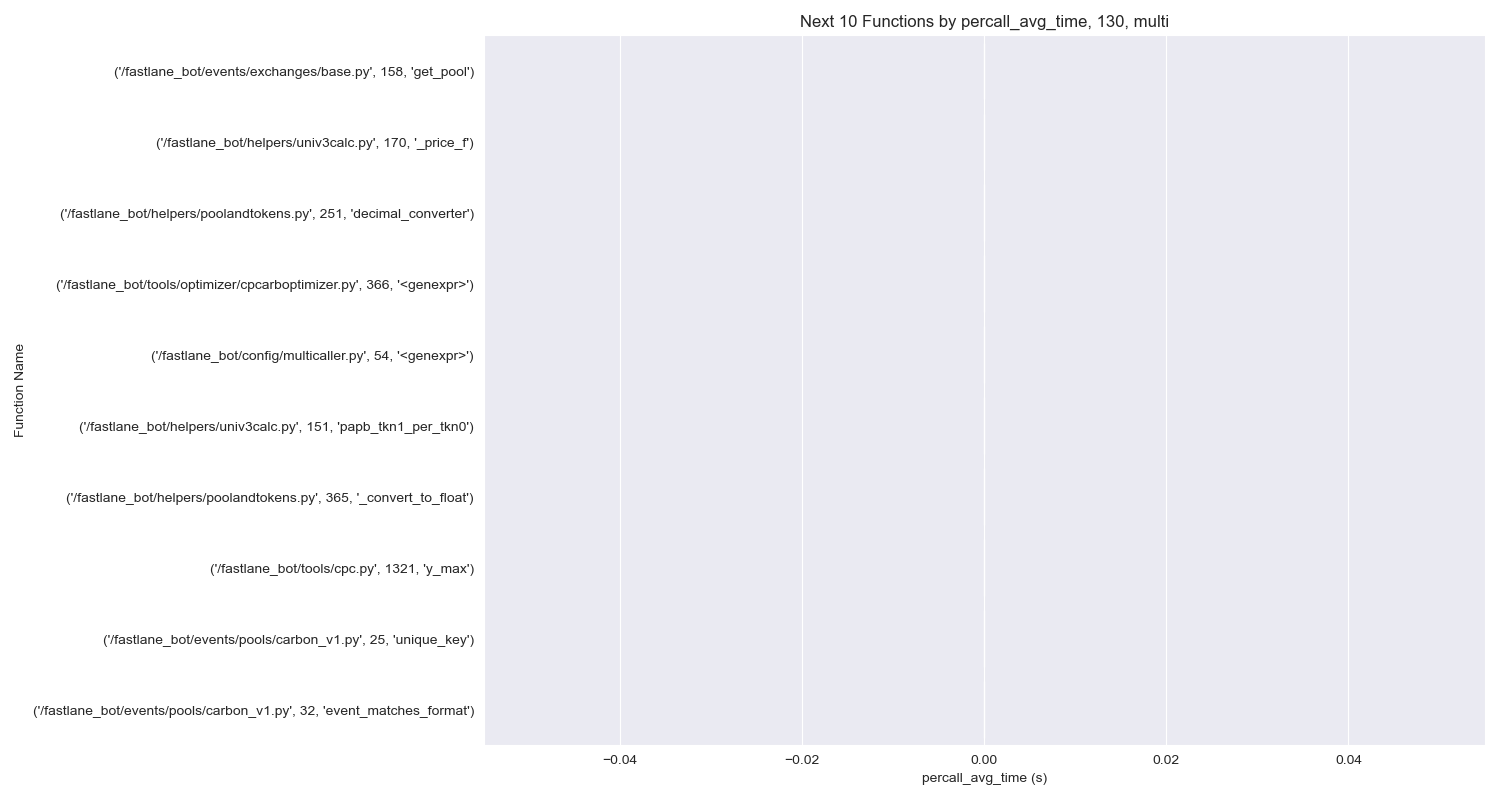 Next 10 Functions by percall_avg_time, 130, multi
('/fastlane_bot/events/exchanges/base.py', 158, 'get_pool')
('/fastlane_bot/helpers/univ3calc.py', 170, '_price_f')
('/fastlane_bot/helpers/poolandtokens.py', 251, 'decimal_converter')
('/fastlane_bot/tools/optimizer/cpcarboptimizer.py', 366, '<genexpr>')
('/fastlane_bot/config/multicaller.py', 54, '<genexpr>')
('/fastlane_bot/helpers/univ3calc.py', 151, 'papb_tkn1_per_tkn0')
('/fastlane_bot/helpers/poolandtokens.py', 365, '_convert_to_float')
('/fastlane_bot/tools/cpc.py', 1321, 'y_max')
('/fastlane_bot/events/pools/carbon_v1.py', 25, 'unique_key')
('/fastlane_bot/events/pools/carbon_v1.py', 32, 'event_matches_format')
Function Name
−0.04 −0.02 0.00 0.02 0.04
percall_avg_time (s)